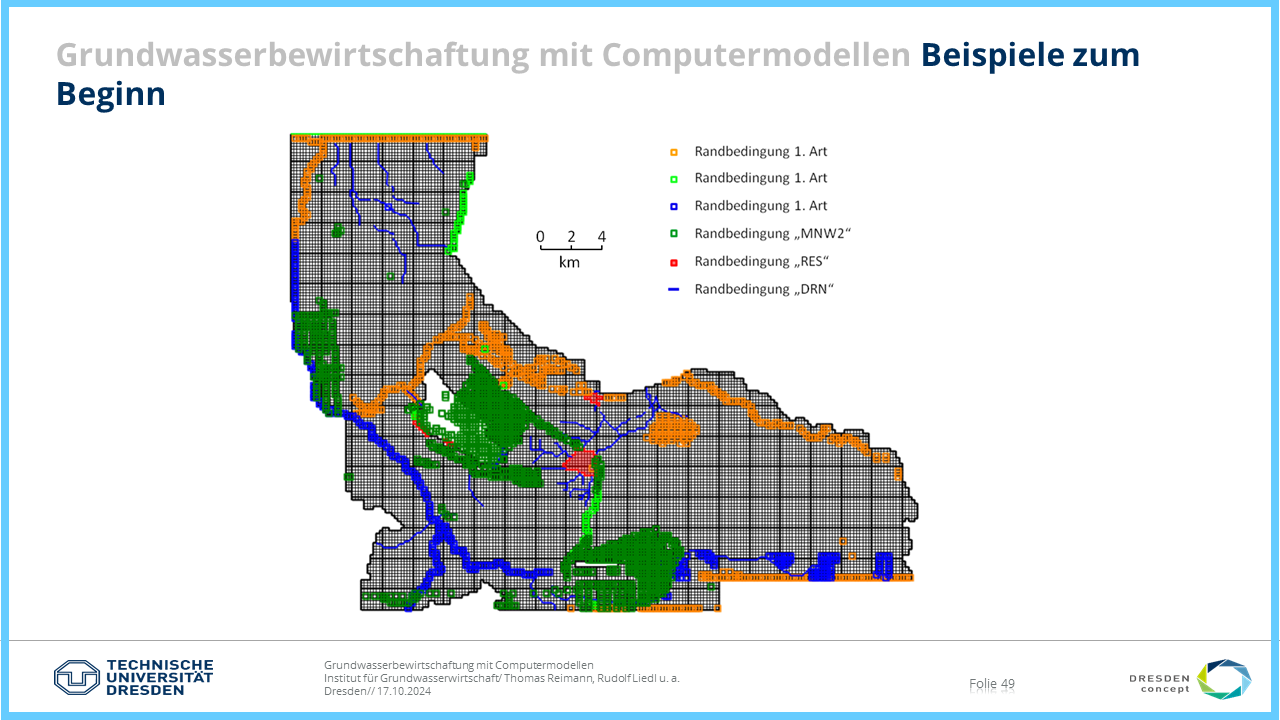 Grundwasserbewirtschaftung mit Computermodellen Beispiele zum
Beginn
Randbedingung 1. Art
Randbedingung 1. Art
Randbedingung 1. Art
Randbedingung „MNW2“
Randbedingung „RES“
Randbedingung „DRN“
0 2 4
km
TECHNISCHE
UNIVERSITÄT
DRESDEN
Grundwasserbewirtschaftung mit Computermodellen
Institut für Grundwasserwirtschaft/ Thomas Reimann, Rudolf Liedl u. a.
Dresden// 17.10.2024
Folie 49
DRESDEN
concept